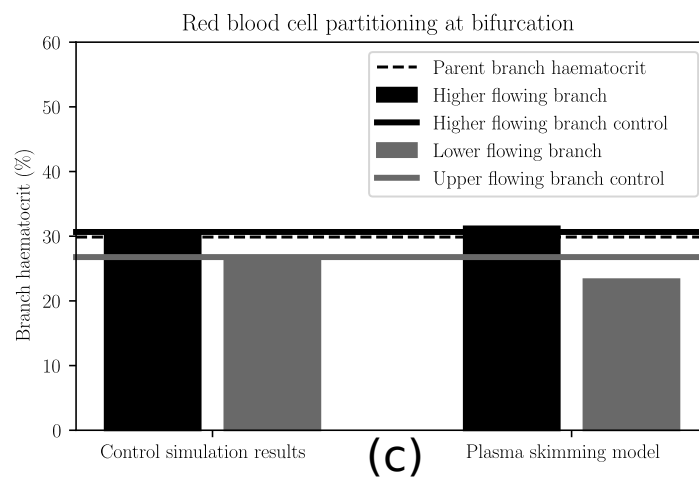 Red blood cell partitioning at bifurcation
60
50
40
30
20
10
0
Branch haematocrit (%)
Parent branch haematocrit
Higher flowing branch
Higher flowing branch control
Lower flowing branch
Upper flowing branch control
Control simulation results
Plasma skimming model
(c)